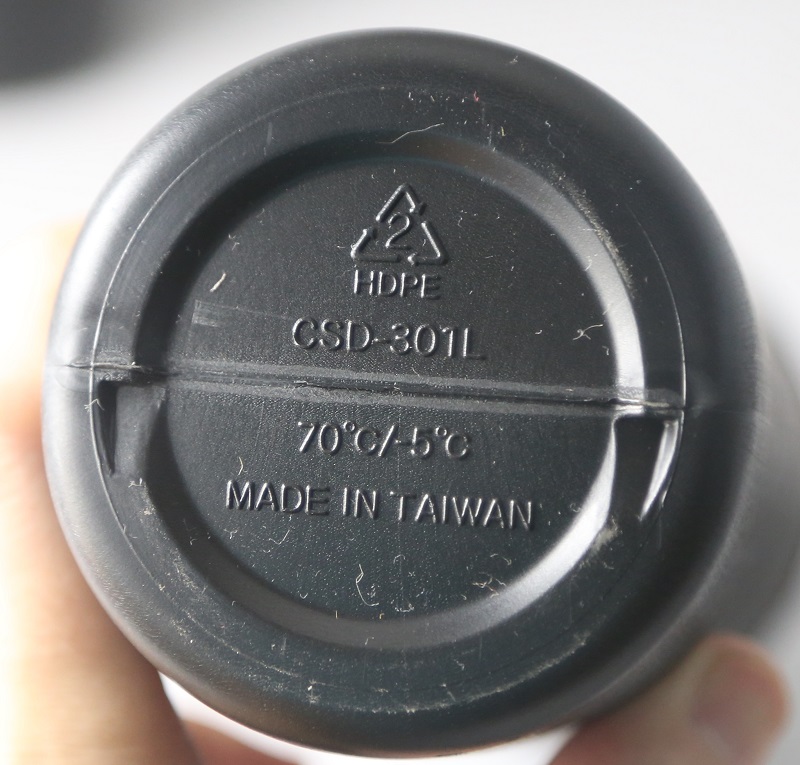 2
HDPE
CSD-301L
70°C/-5°C
MADE IN TAIWAN